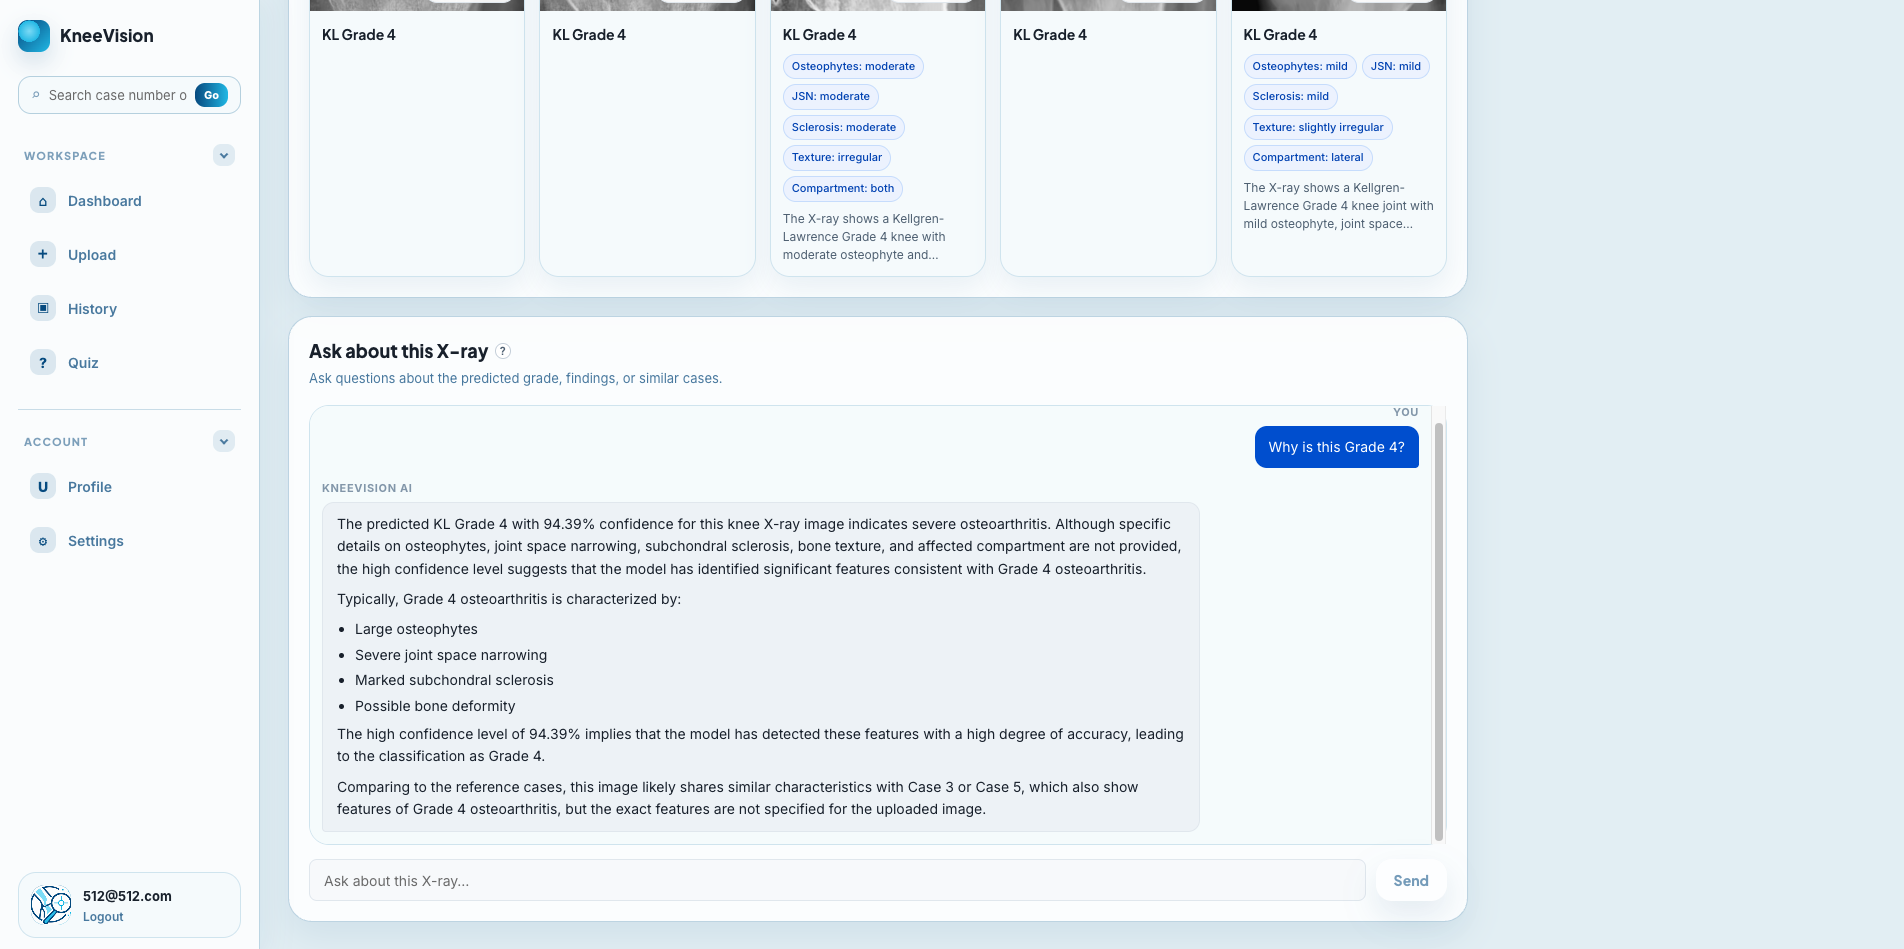 KneeVision
Search case number o
Go
WORKSPACE
Dashboard
Upload
History
Quiz
ACCOUNT
Profile
Settings
512@512.com
Logout
KL Grade 4
KL Grade 4
KL Grade 4
Osteophytes: moderate
JSN: moderate
Sclerosis: moderate
Texture: irregular
Compartment: both
The X-ray shows a Kellgren-
Lawrence Grade 4 knee with
moderate osteophyte and...
KL Grade 4
KL Grade 4
Osteophytes: mild
JSN: mild
Sclerosis: mild
Texture: slightly irregular
Compartment: lateral
The X-ray shows a Kellgren-
Lawrence Grade 4 knee joint with
mild osteophyte, joint space...
Ask about this X-ray ?
Ask questions about the predicted grade, findings, or similar cases.
YOU
Why is this Grade 4?
KNEEVISION AI
The predicted KL Grade 4 with 94.39% confidence for this knee X-ray image indicates severe osteoarthritis. Although specific
details on osteophytes, joint space narrowing, subchondral sclerosis, bone texture, and affected compartment are not provided,
the high confidence level suggests that the model has identified significant features consistent with Grade 4 osteoarthritis.
Typically, Grade 4 osteoarthritis is characterized by:
• Large osteophytes
• Severe joint space narrowing
• Marked subchondral sclerosis
• Possible bone deformity
The high confidence level of 94.39% implies that the model has detected these features with a high degree of accuracy, leading
to the classification as Grade 4.
Comparing to the reference cases, this image likely shares similar characteristics with Case 3 or Case 5, which also show
features of Grade 4 osteoarthritis, but the exact features are not specified for the uploaded image.
Ask about this X-ray...
Send